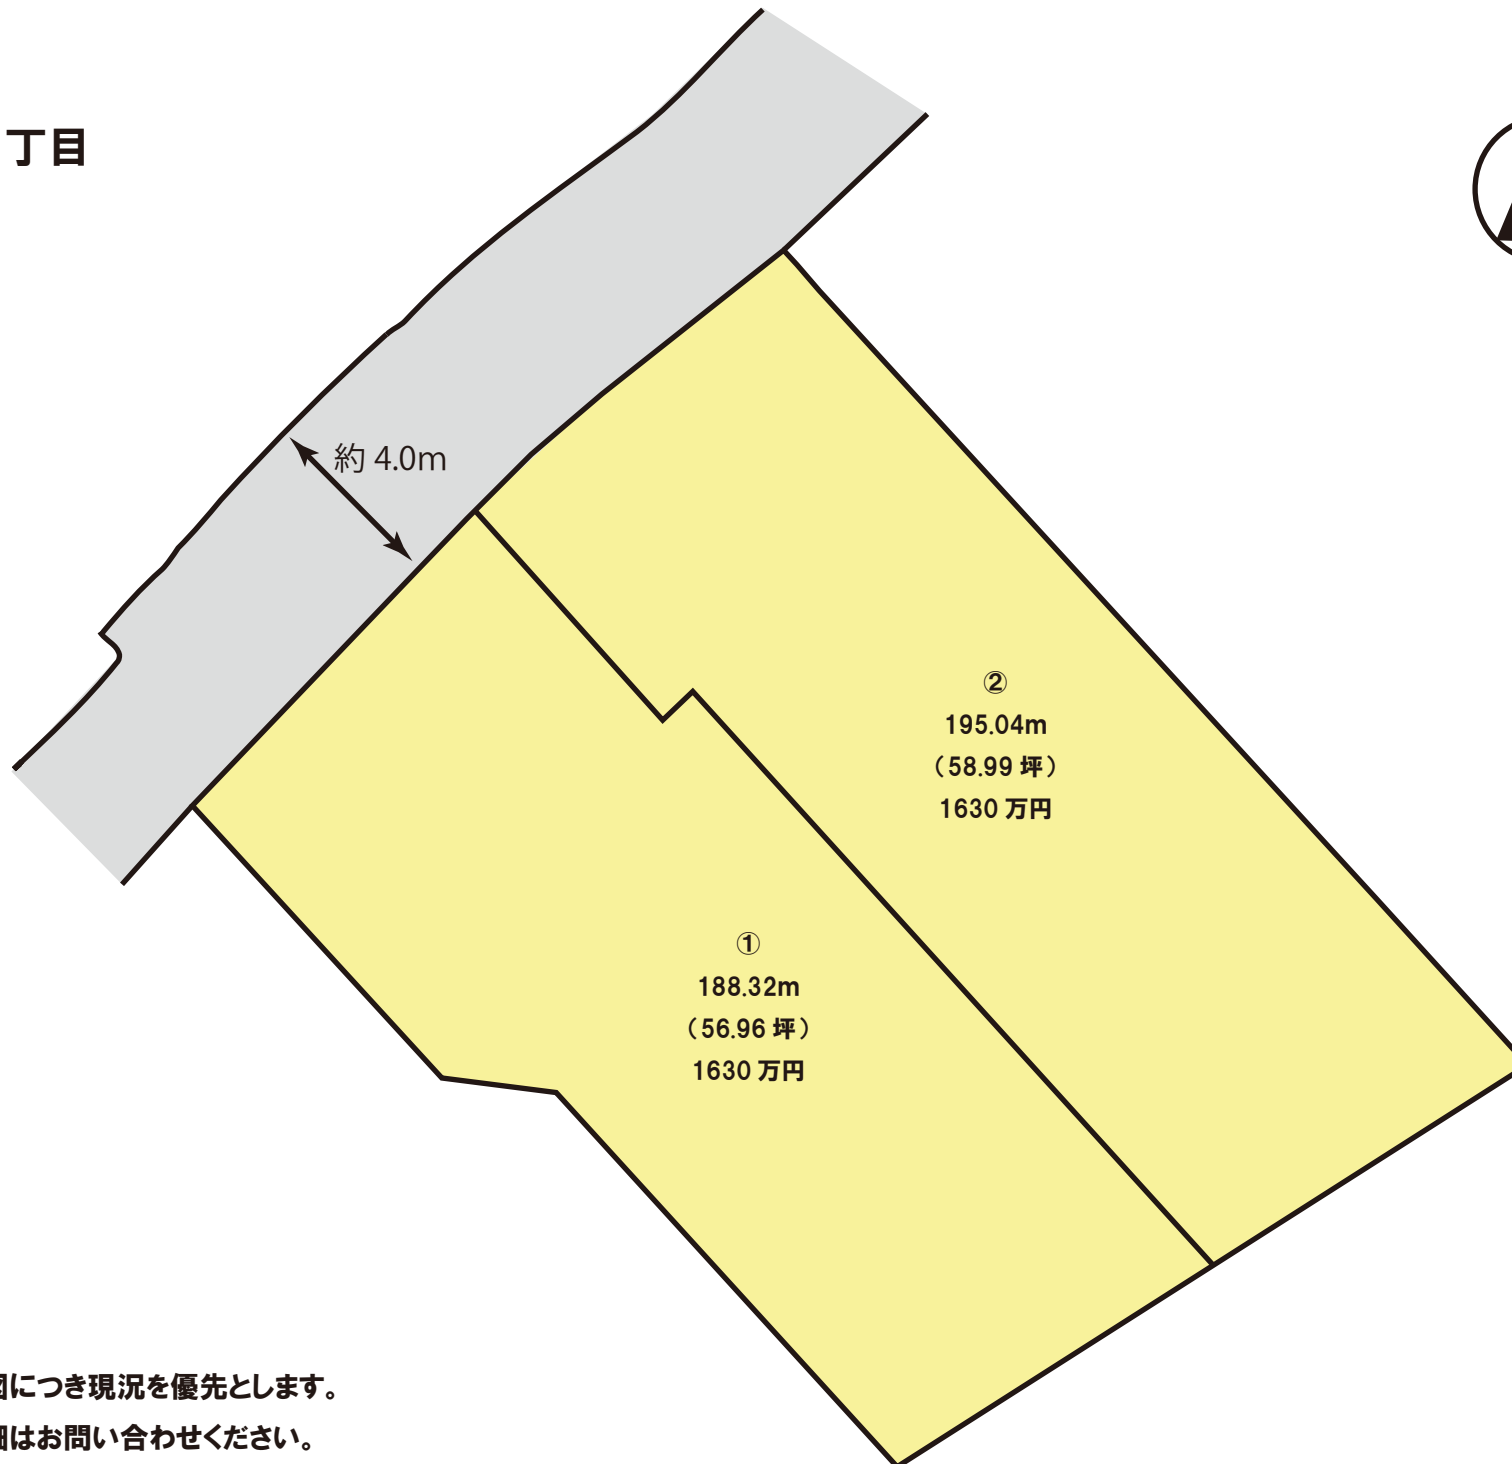 丁目
約 4.0m
②
195.04m
（58.99 坪）
1630 万円
①
188.32m
（56.96 坪）
1630 万円
図につき現況を優先とします。
細はお問い合わせください。